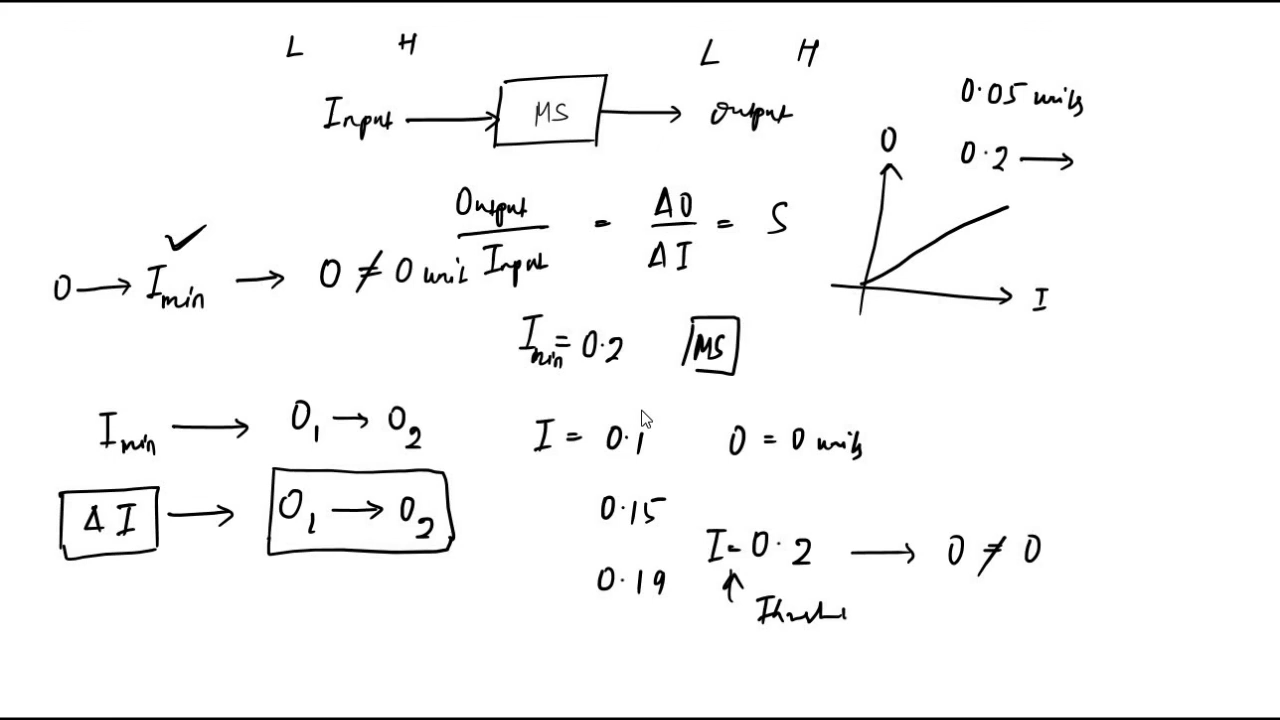 L H L H
Input → MS → Output
0.05 units
0.2 →
O
Output / Input = ΔO / ΔI = S
0 → Imin → O ≠ 0 unit
I
Imin = 0.2 MS
Imin → O1 → O2
I = 0.1 O = 0 units
ΔI → O1 → O2
0.15
I = 0.2 → O ≠ 0
0.19